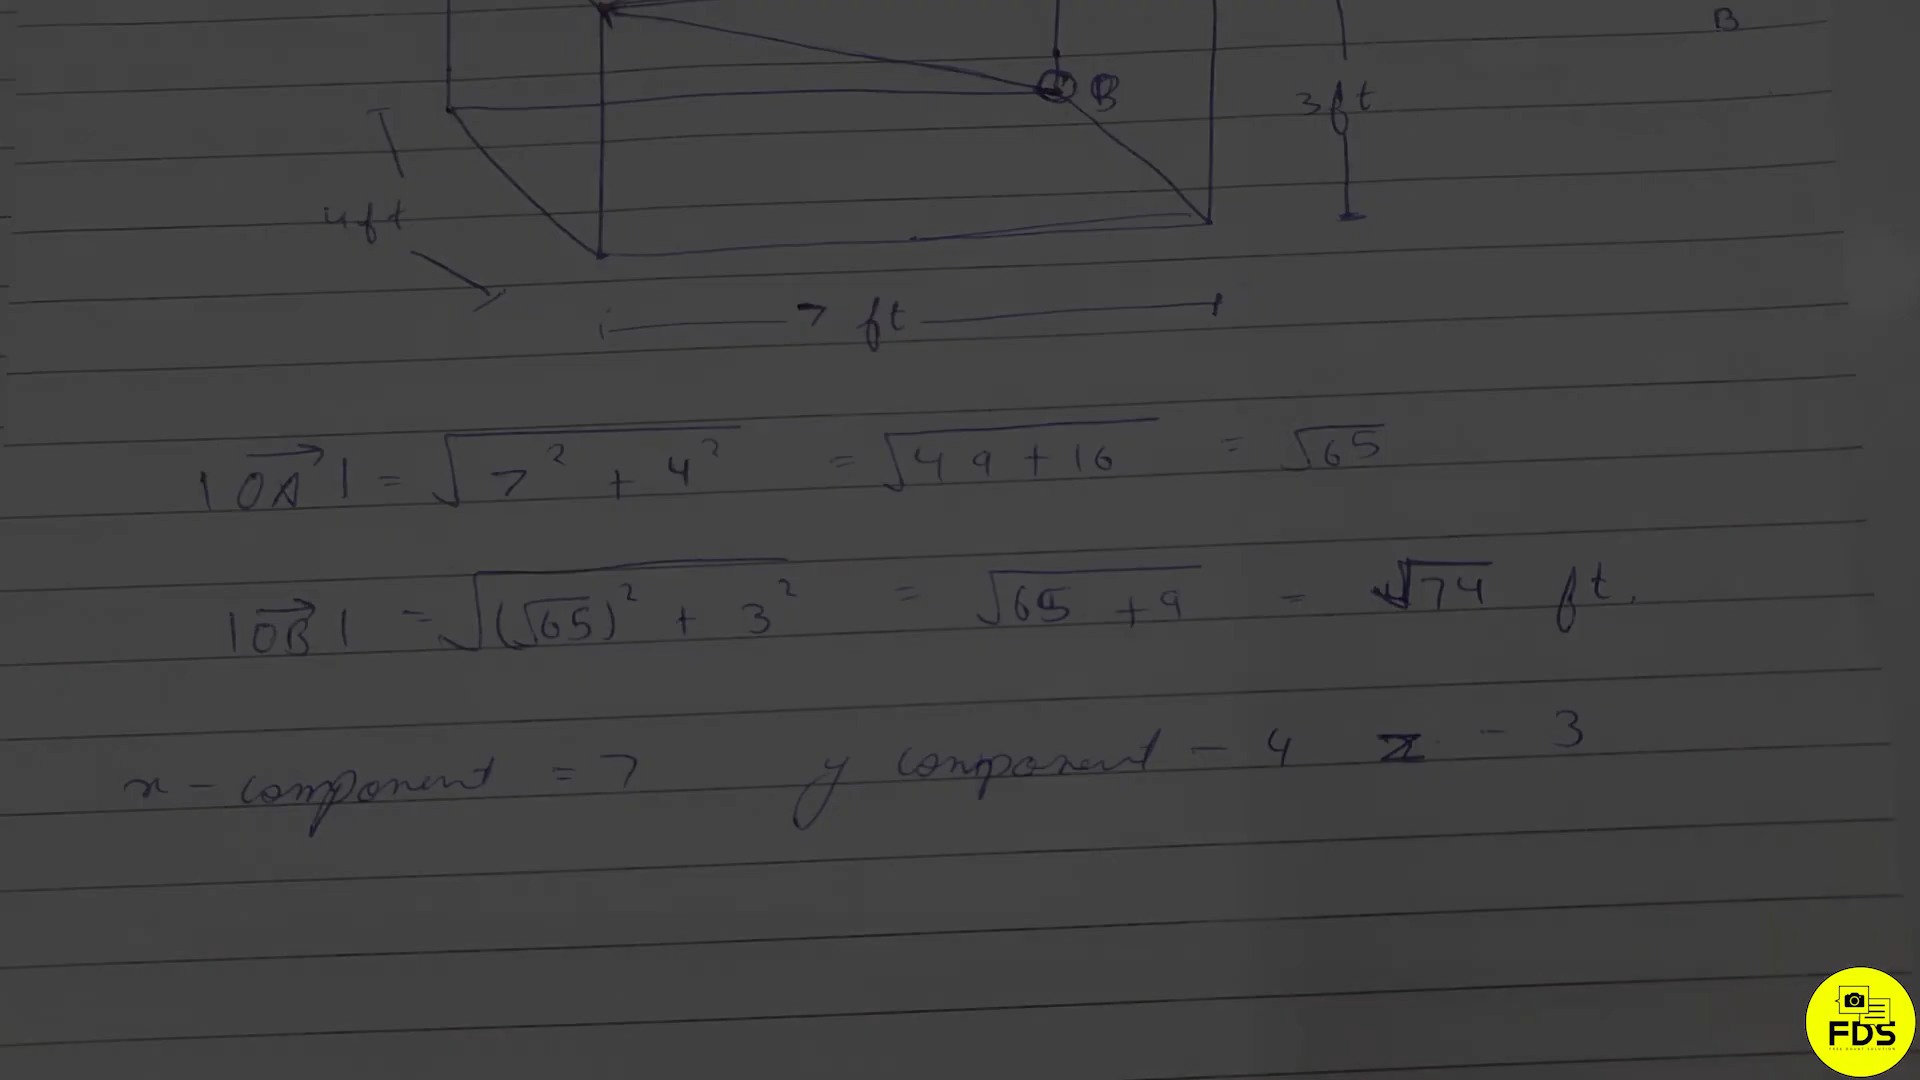 B
B
3ft
4ft
7 ft
|OA| = √7² + 4² = √49+16 = √65
|OB| = √(√65)² + 3² = √65 + 9 = √74 ft.
x - component = 7 y component - 4 z - 3
FDS